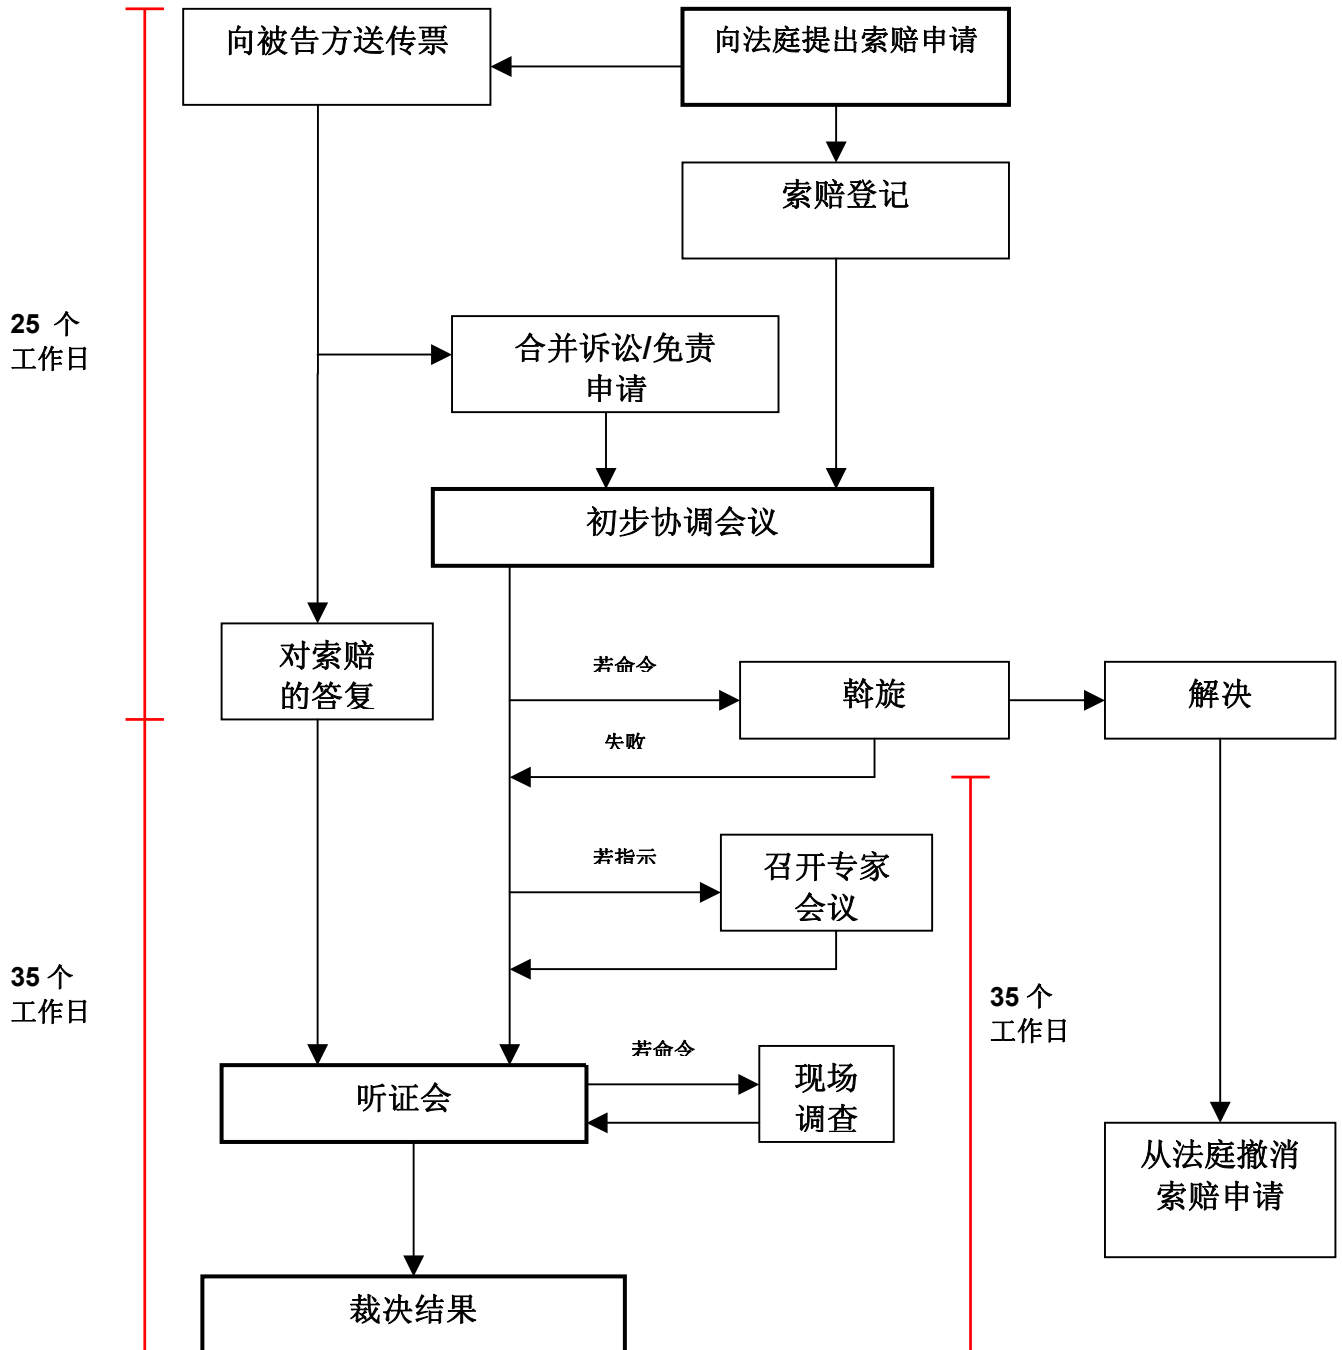 向被告方送传票
向法庭提出索赔申请
索赔登记
25 个
工作日
合并诉讼/免责
申请
初步协调会议
对索赔
的答复
若命令
斡旋
解决
失败
若指示
召开专家
会议
35 个
工作日
35 个
工作日
若命令
现场
调查
听证会
从法庭撤消
索赔申请
裁决结果